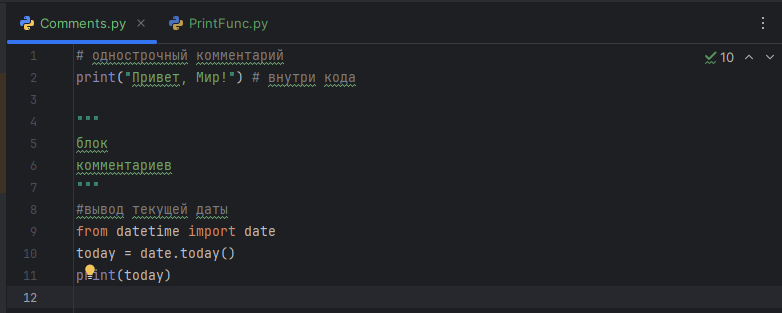 Comments.py PrintFunc.py
1 # однострочный комментарий
2 print("Привет, Мир!") # внутри кода
10
3
4 """
5 блок
6 комментариев
7 """
8 #вывод текущей даты
9 from datetime import date
10 today = date.today()
11 print(today)
12